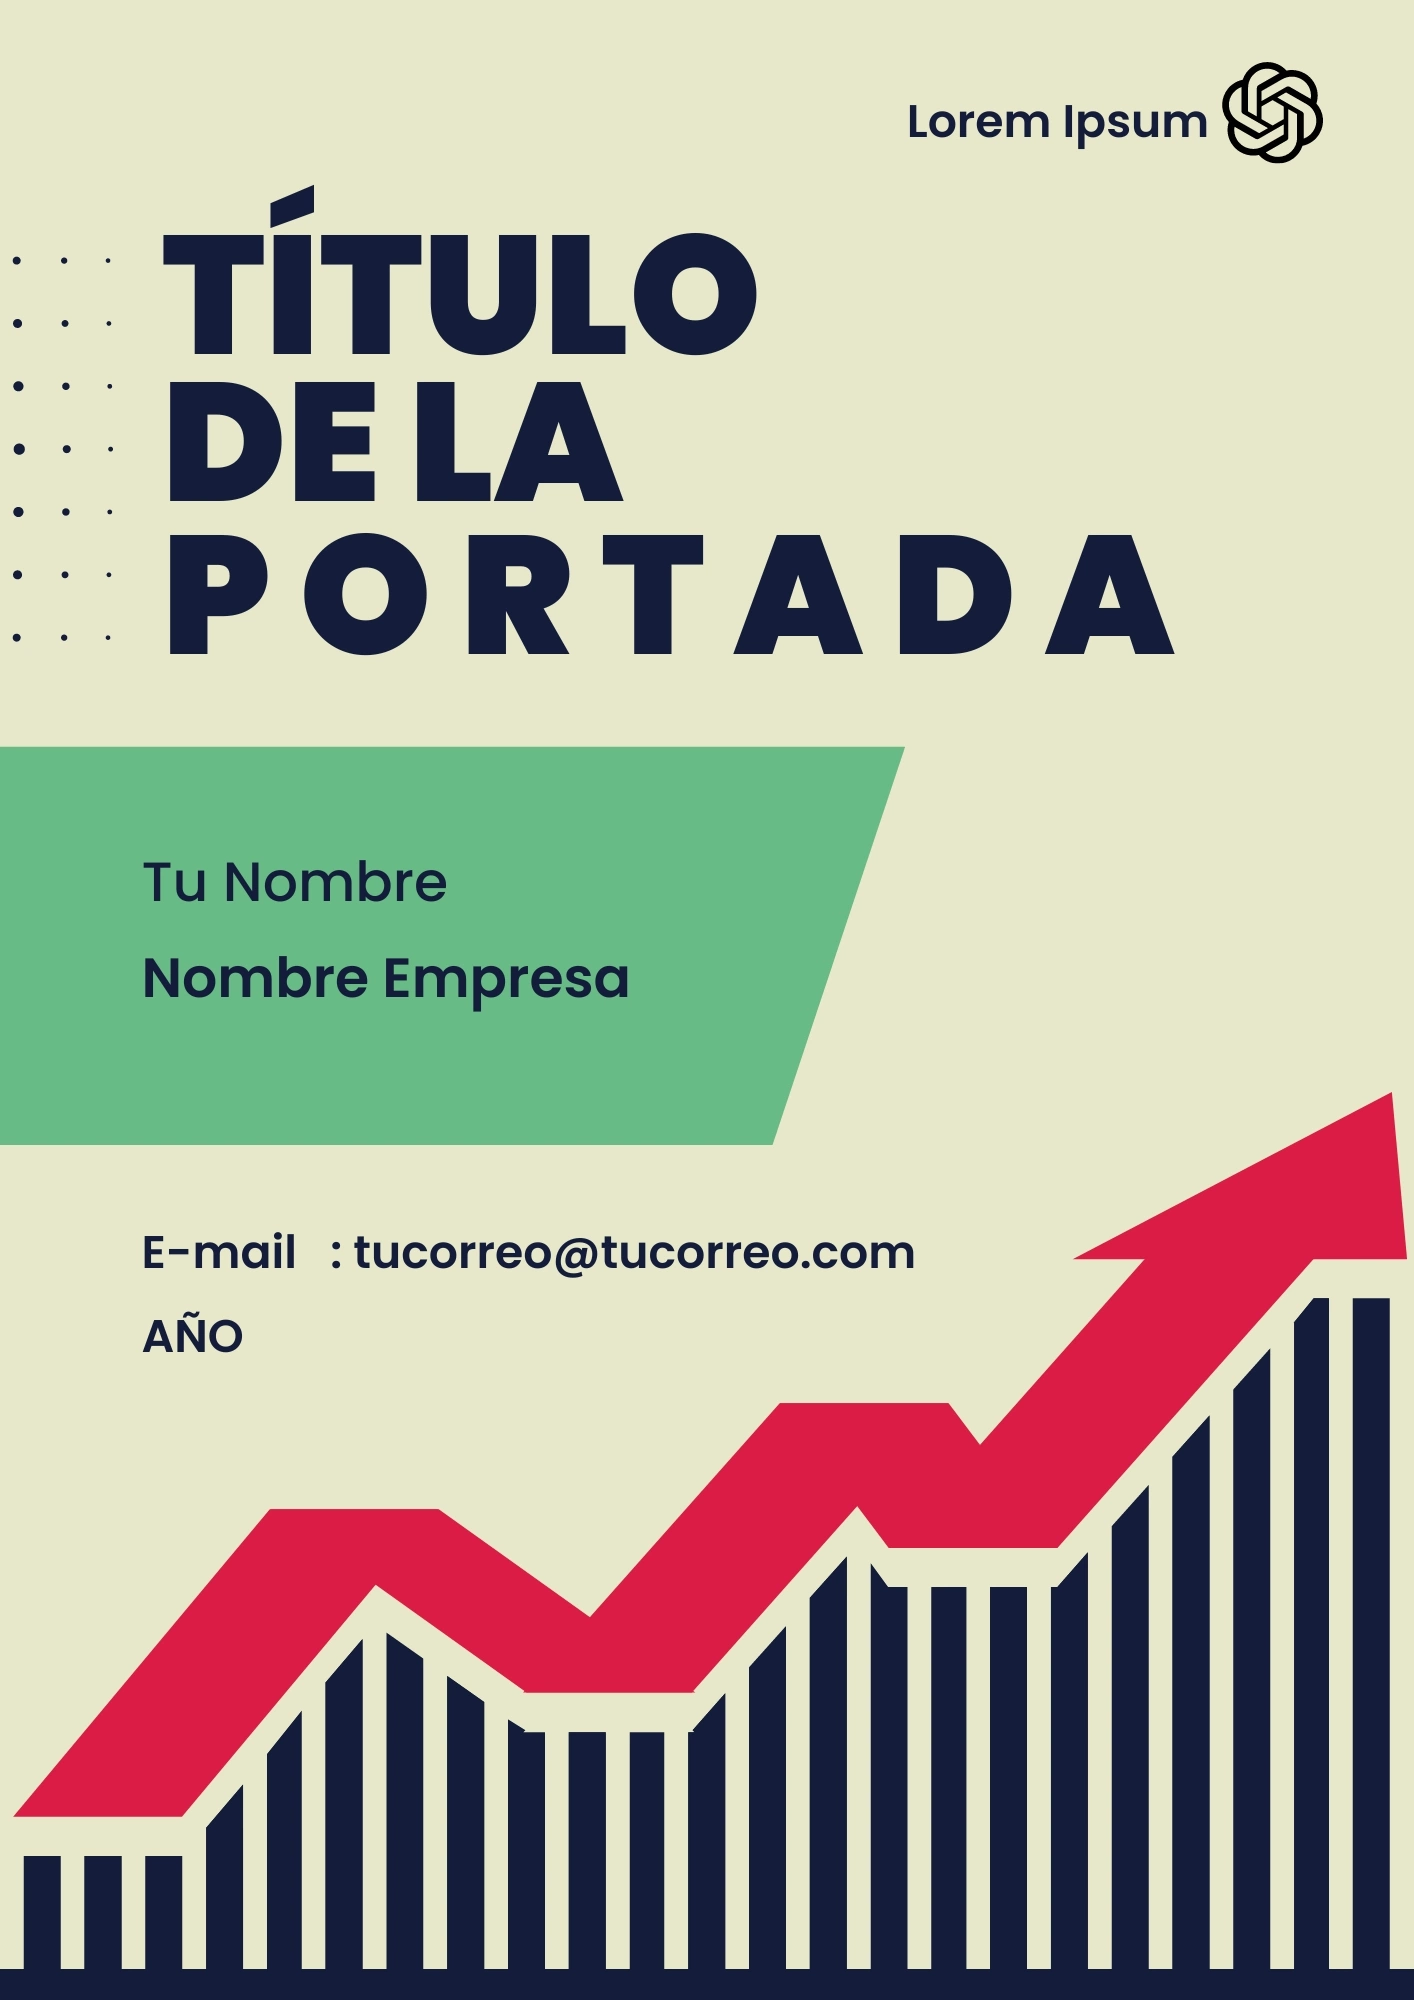 Lorem Ipsum
TÍTULO
DE LA
PORTADA
Tu Nombre
Nombre Empresa
E-mail : tucorreo@tucorreo.com
AÑO